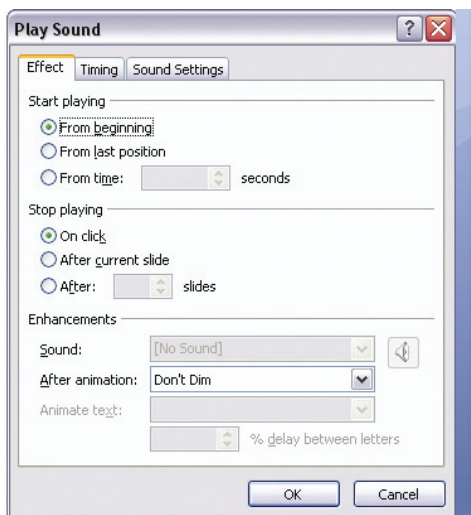 Play Sound
Effect Timing Sound Settings
Start playing
From beginning
From last position
From time: seconds
Stop playing
On click
After current slide
After: slides
Enhancements
Sound: [No Sound]
After animation: Don't Dim
Animate text:
% delay between letters
OK Cancel